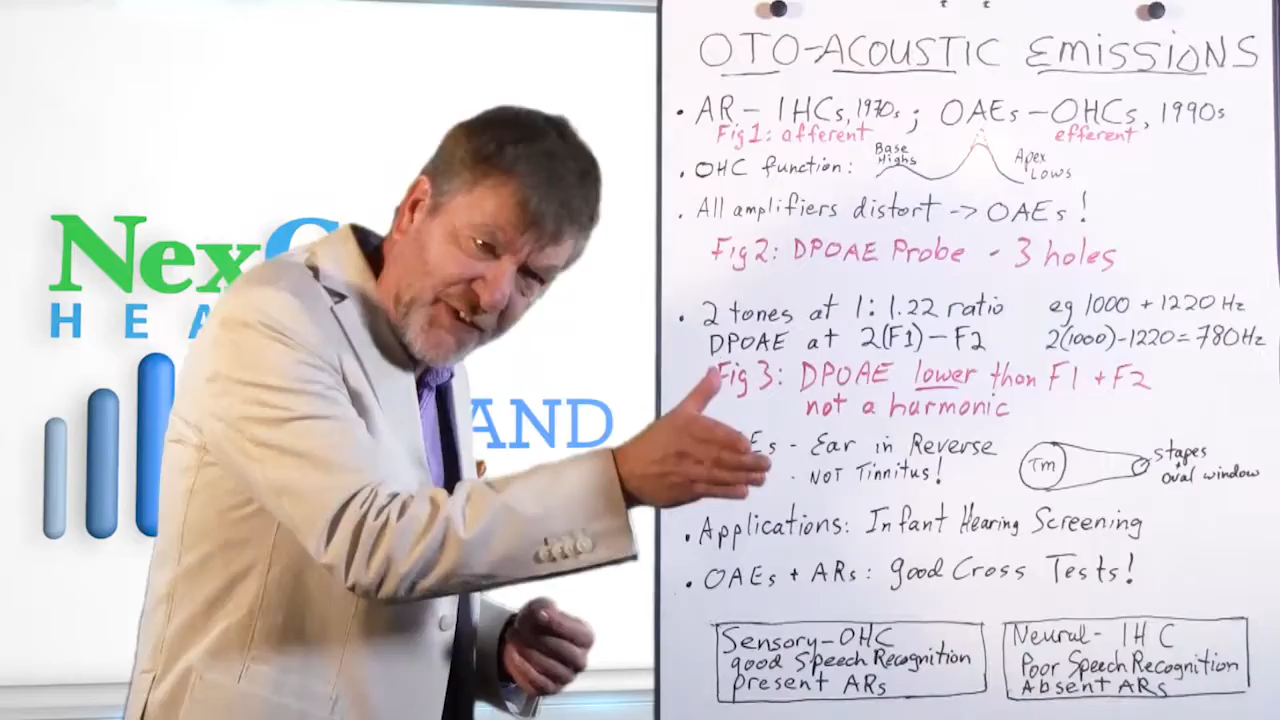 NexC
HEA
AND
OTO-ACOUSTIC EMISSIONS
• AR - IHCs, 1970s ; OAEs - OHCs, 1990s
Fig 1: afferent efferent
• OHC function: Base Highs Apex Lows
• All amplifiers distort -> OAEs!
Fig 2: DPOAE Probe - 3 holes
• 2 tones at 1:1.22 ratio eg 1000 + 1220 Hz
DPOAE at 2(F1)-F2 2(1000)-1220=780Hz
Fig 3: DPOAE lower than F1 + F2
not a harmonic
Es - Ear in Reverse
- NOT Tinnitus!
Tm
stapes
oval window
• Applications: Infant Hearing Screening
• OAEs + ARs: good Cross Tests!
Sensory-OHC
good Speech Recognition
present ARs
Neural-IHC
Poor Speech Recognition
Absent ARs